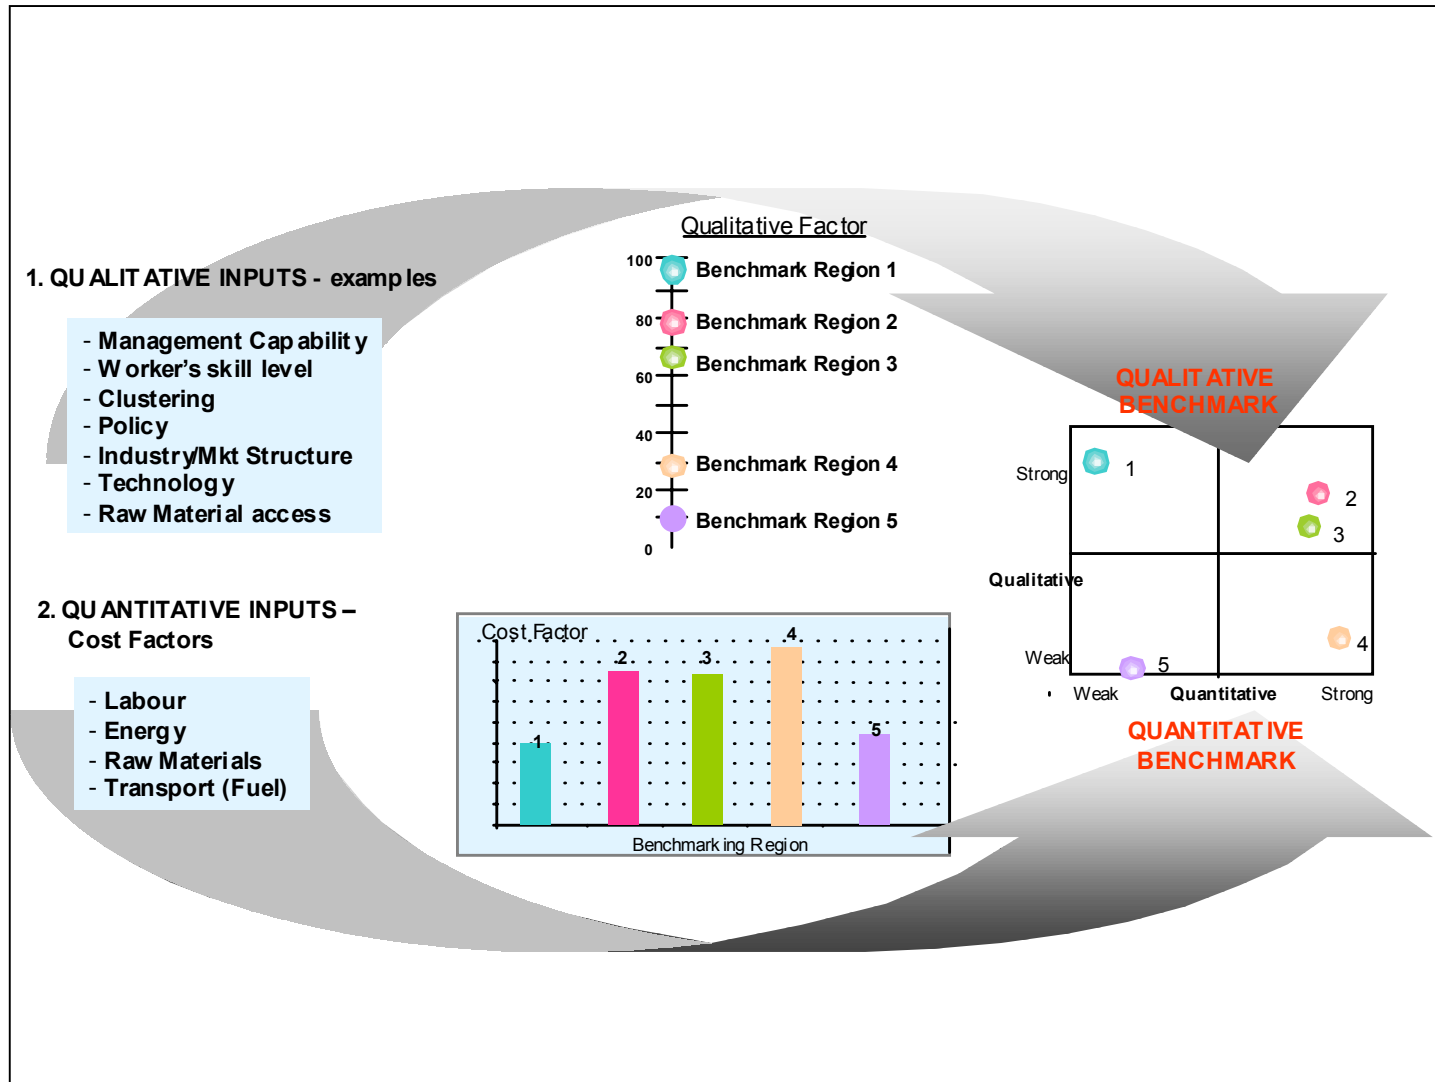 Qualitative Factor
1. QUALITATIVE INPUTS - examples
- Management Capability
- Worker's skill level
- Clustering
- Policy
- Industry/Mkt Structure
- Technology
- Raw Material access
100
80
60
40
20
0
Benchmark Region 1
Benchmark Region 2
Benchmark Region 3
Benchmark Region 4
Benchmark Region 5
QUALITATIVE
BENCHMARK
Strong
Qualitative
Weak
1
2
3
4
5
Weak Quantitative Strong
QUANTITATIVE
BENCHMARK
2. QUANTITATIVE INPUTS –
Cost Factors
- Labour
- Energy
- Raw Materials
- Transport (Fuel)
Cost Factor
1
2
3
4
5
Benchmarking Region